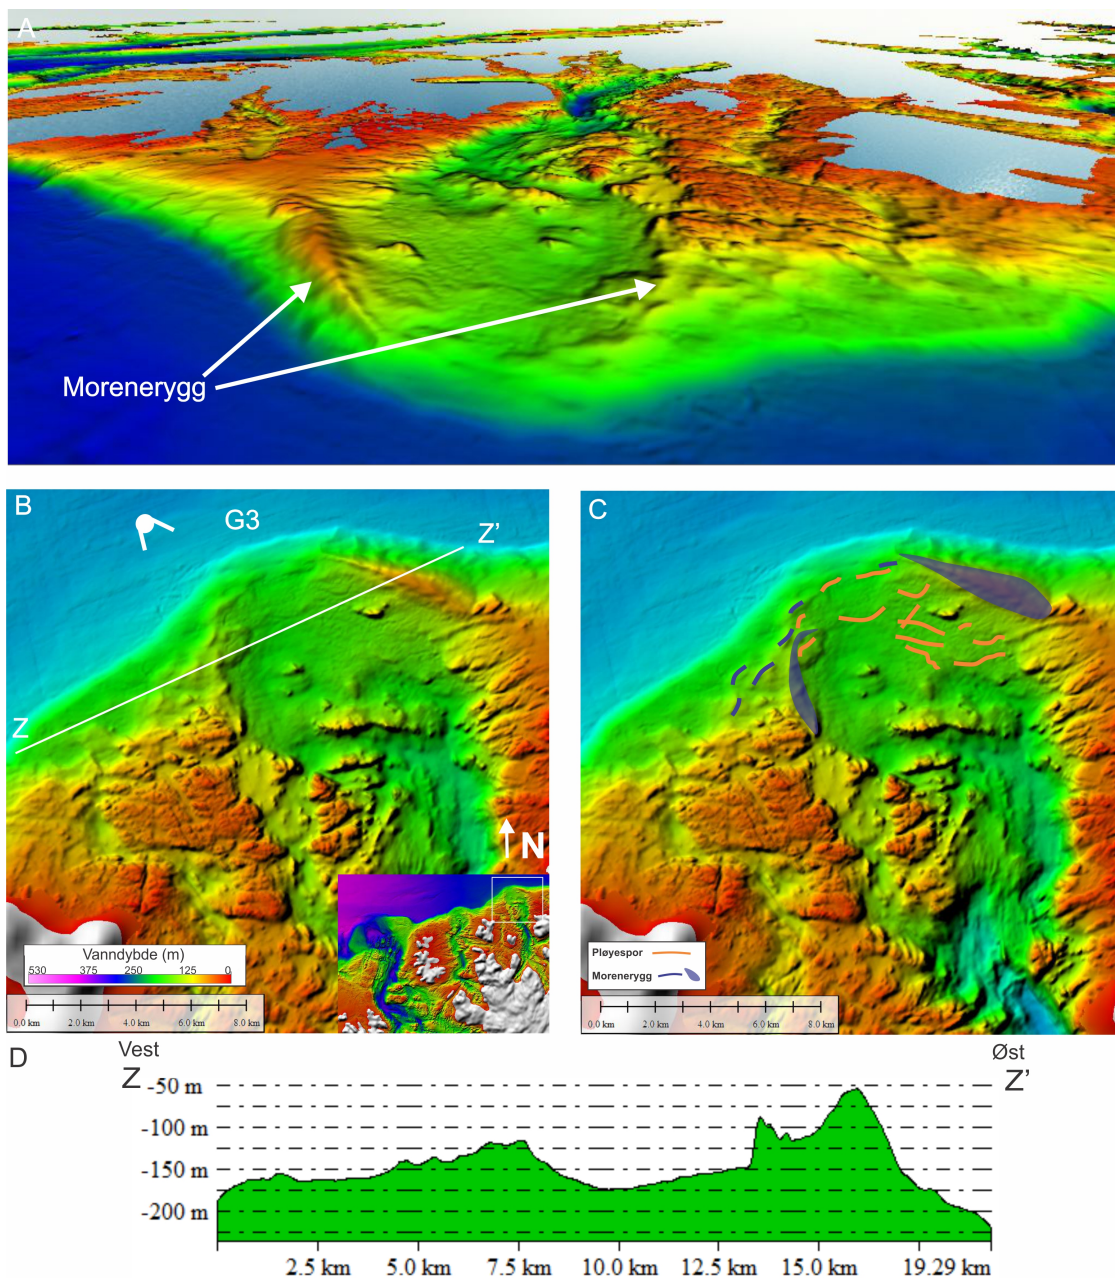 A
Morenerygg
B
G3
Z'
Z
N
Vanndybde (m)
530 375 250 125 0
0.0 km 2.0 km 4.0 km 6.0 km 8.0 km
C
Pløyespor
Morenerygg
0.0 km 2.0 km 4.0 km 6.0 km 8.0 km
D
Vest
Øst
Z
Z'
-50 m
-100 m
-150 m
-200 m
2.5 km 5.0 km 7.5 km 10.0 km 12.5 km 15.0 km 19.29 km